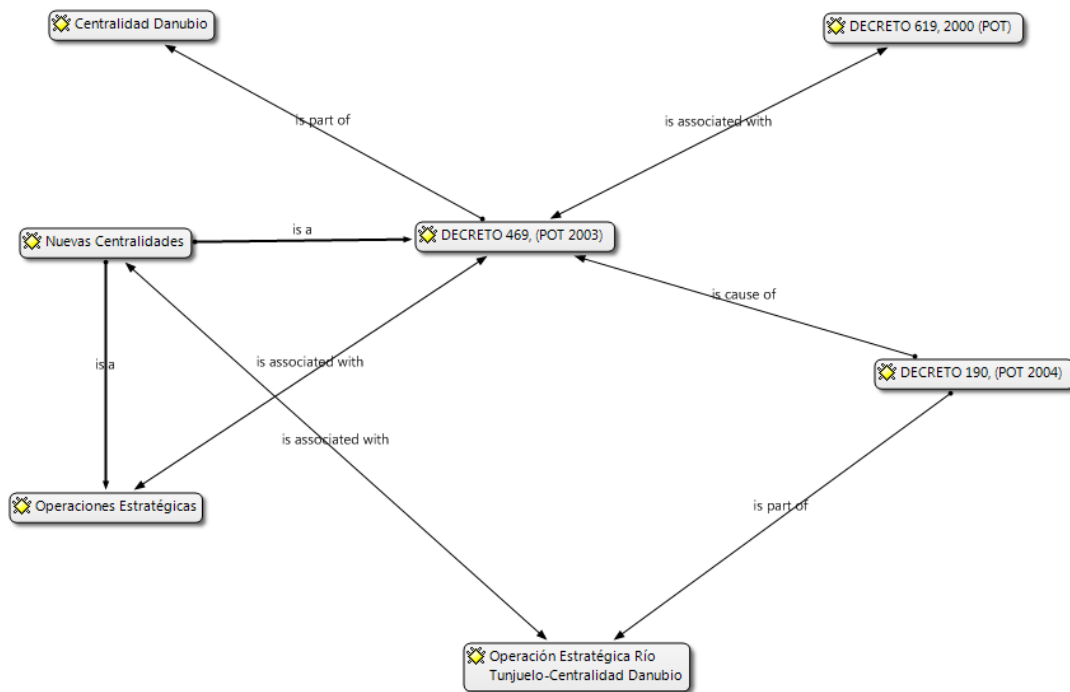 Centralidad Danubio
DECRETO 619, 2000 (POT)
is part of
is associated with
Nuevas Centralidades
is a
DECRETO 469, (POT 2003)
is cause of
is a
is associated with
DECRETO 190, (POT 2004)
is associated with
Operaciones Estratégicas
is part of
Operación Estratégica Río
Tunjuelo-Centralidad Danubio